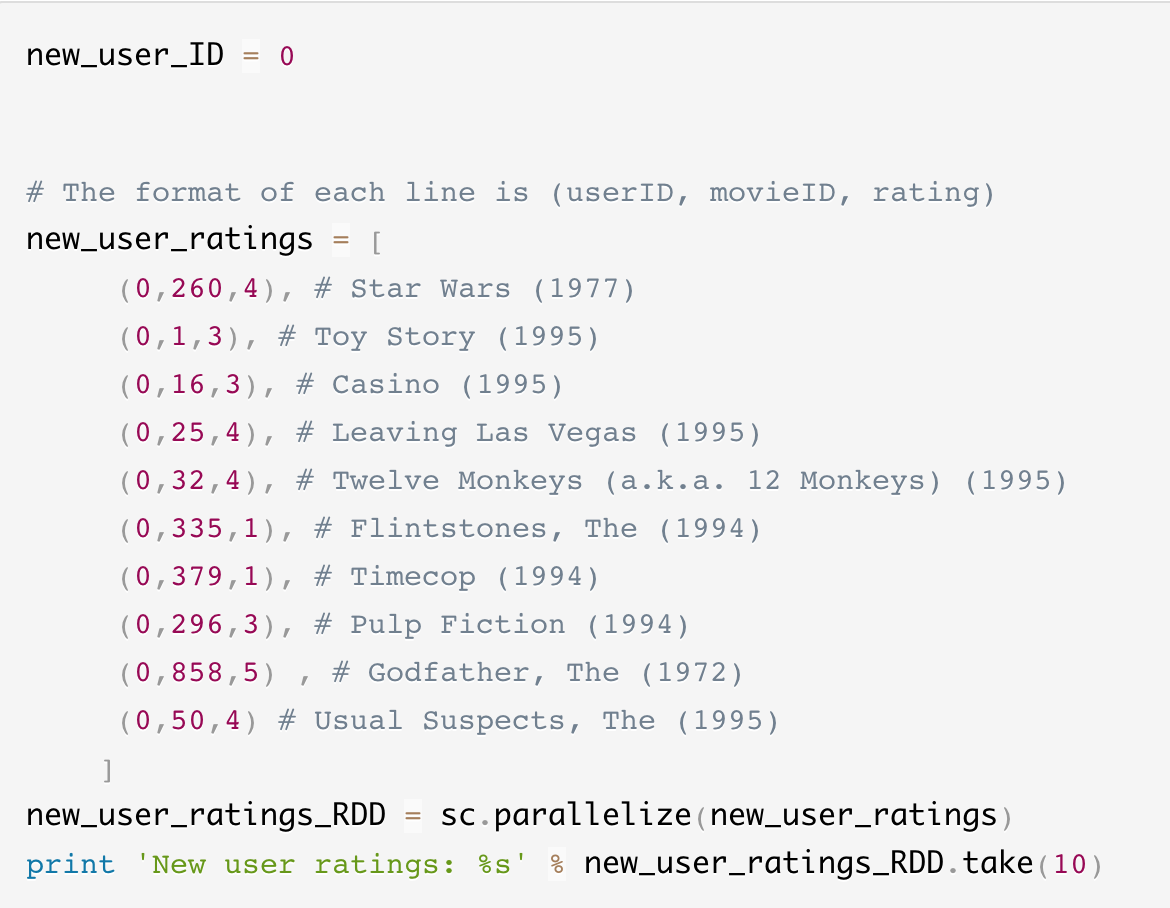 new_user_ID = 0
# The format of each line is (userID, movieID, rating)
new_user_ratings = [
     (0,260,4), # Star Wars (1977)
     (0,1,3), # Toy Story (1995)
     (0,16,3), # Casino (1995)
     (0,25,4), # Leaving Las Vegas (1995)
     (0,32,4), # Twelve Monkeys (a.k.a. 12 Monkeys) (1995)
     (0,335,1), # Flintstones, The (1994)
     (0,379,1), # Timecop (1994)
     (0,296,3), # Pulp Fiction (1994)
     (0,858,5) , # Godfather, The (1972)
     (0,50,4) # Usual Suspects, The (1995)
    ]
new_user_ratings_RDD = sc.parallelize(new_user_ratings)
print 'New user ratings: %s' % new_user_ratings_RDD.take(10)